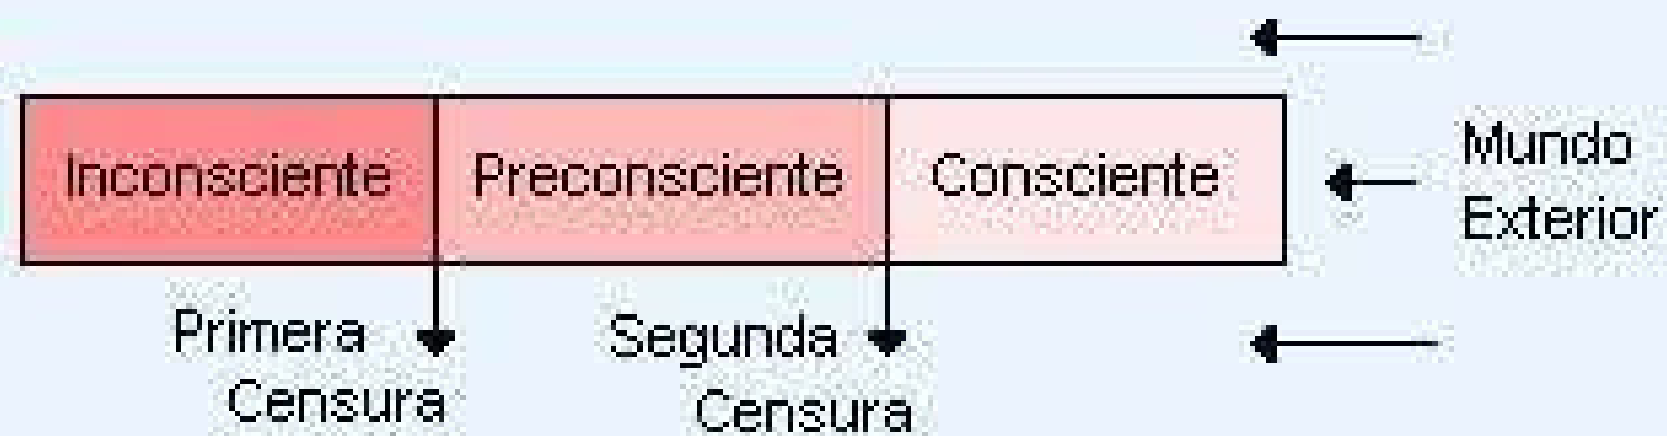 Inconsciente Preconsciente Consciente
Mundo
Exterior
Primera
Censura
Segunda
Censura